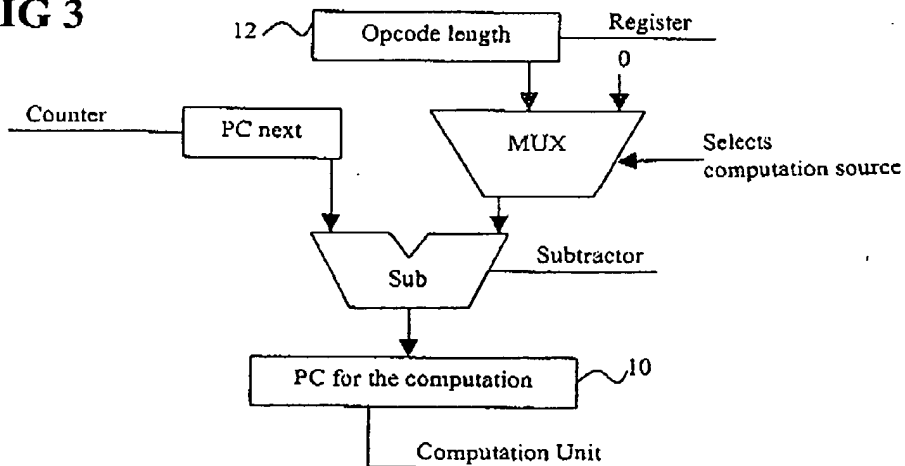 IG 3
12
Opcode length
Register
0
Counter
PC next
MUX
Selects
computation source
Sub
Subtractor
PC for the computation
10
Computation Unit